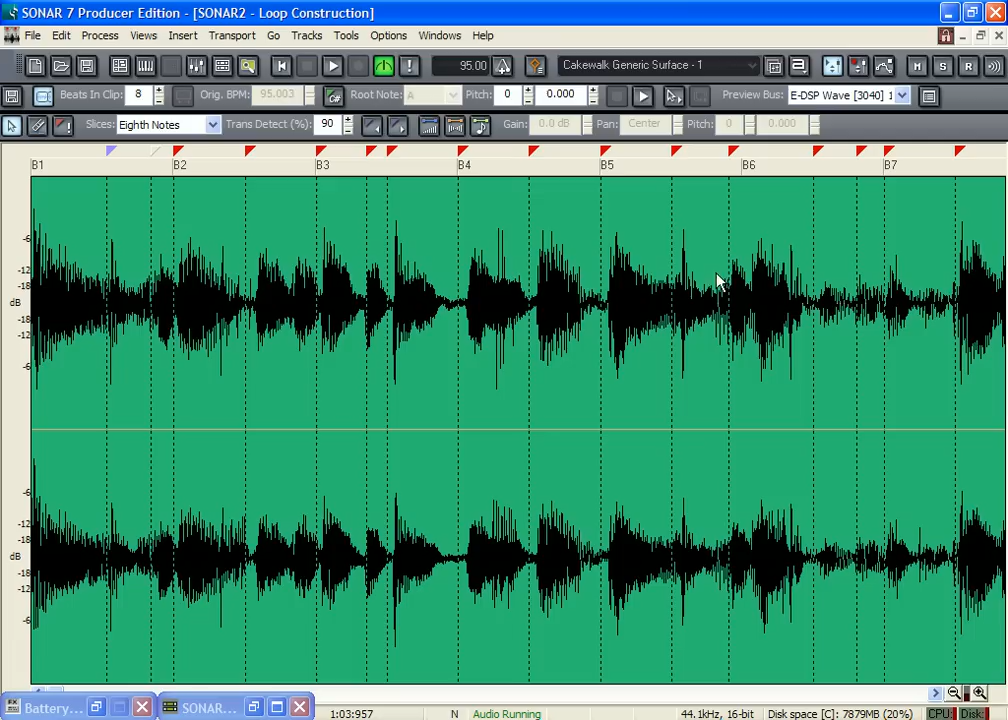 SONAR 7 Producer Edition - [SONAR2 - Loop Construction]
File Edit Process Views Insert Transport Go Tracks Tools Options Windows Help
95.00 Cakewalk Generic Surface - 1 M S R
Beats In Clip: 8 Orig. BPM: 95.003 C# Root Note: A Pitch: 0 0.000 Preview Bus: E-DSP Wave [3040] 1
Slices: Eighth Notes Trans Detect (%): 90 Gain: 0.0 dB Pan: Center Pitch: 0 0.000
B1 B2 B3 B4 B5 B6 B7
-6
-12
-18
dB
-18
-12
-6
-6
-12
-18
dB
-18
-12
-6
Battery... SONAR... 1:03:957 N Audio Running 44.1kHz, 16-bit Disk space [C]: 7879MB (20%) CPU: Disk: